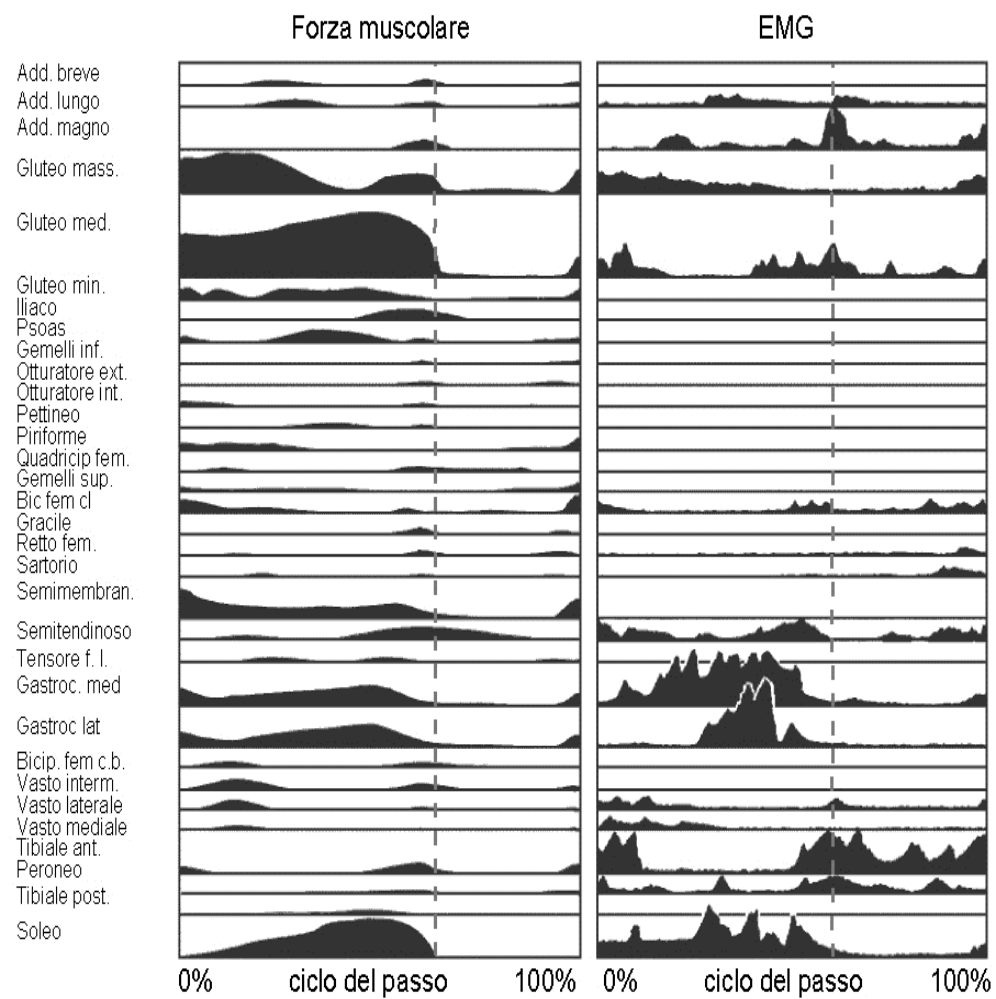 Forza muscolare
EMG
Add. breve
Add. lungo
Add. magno
Gluteo mass.
Gluteo med.
Gluteo min.
Iliaco
Psoas
Gemelli inf.
Otturatore ext.
Otturatore int.
Pettineo
Piriforme
Quadricip fem.
Gemelli sup.
Bic fem cl
Gracile
Retto fem.
Sartorio
Semimembran.
Semitendinoso
Tensore f. l.
Gastroc. med
Gastroc lat
Bicip. fem c.b.
Vasto interm.
Vasto laterale
Vasto mediale
Tibiale ant.
Peroneo
Tibiale post.
Soleo
0% ciclo del passo 100%
0% ciclo del passo 100%